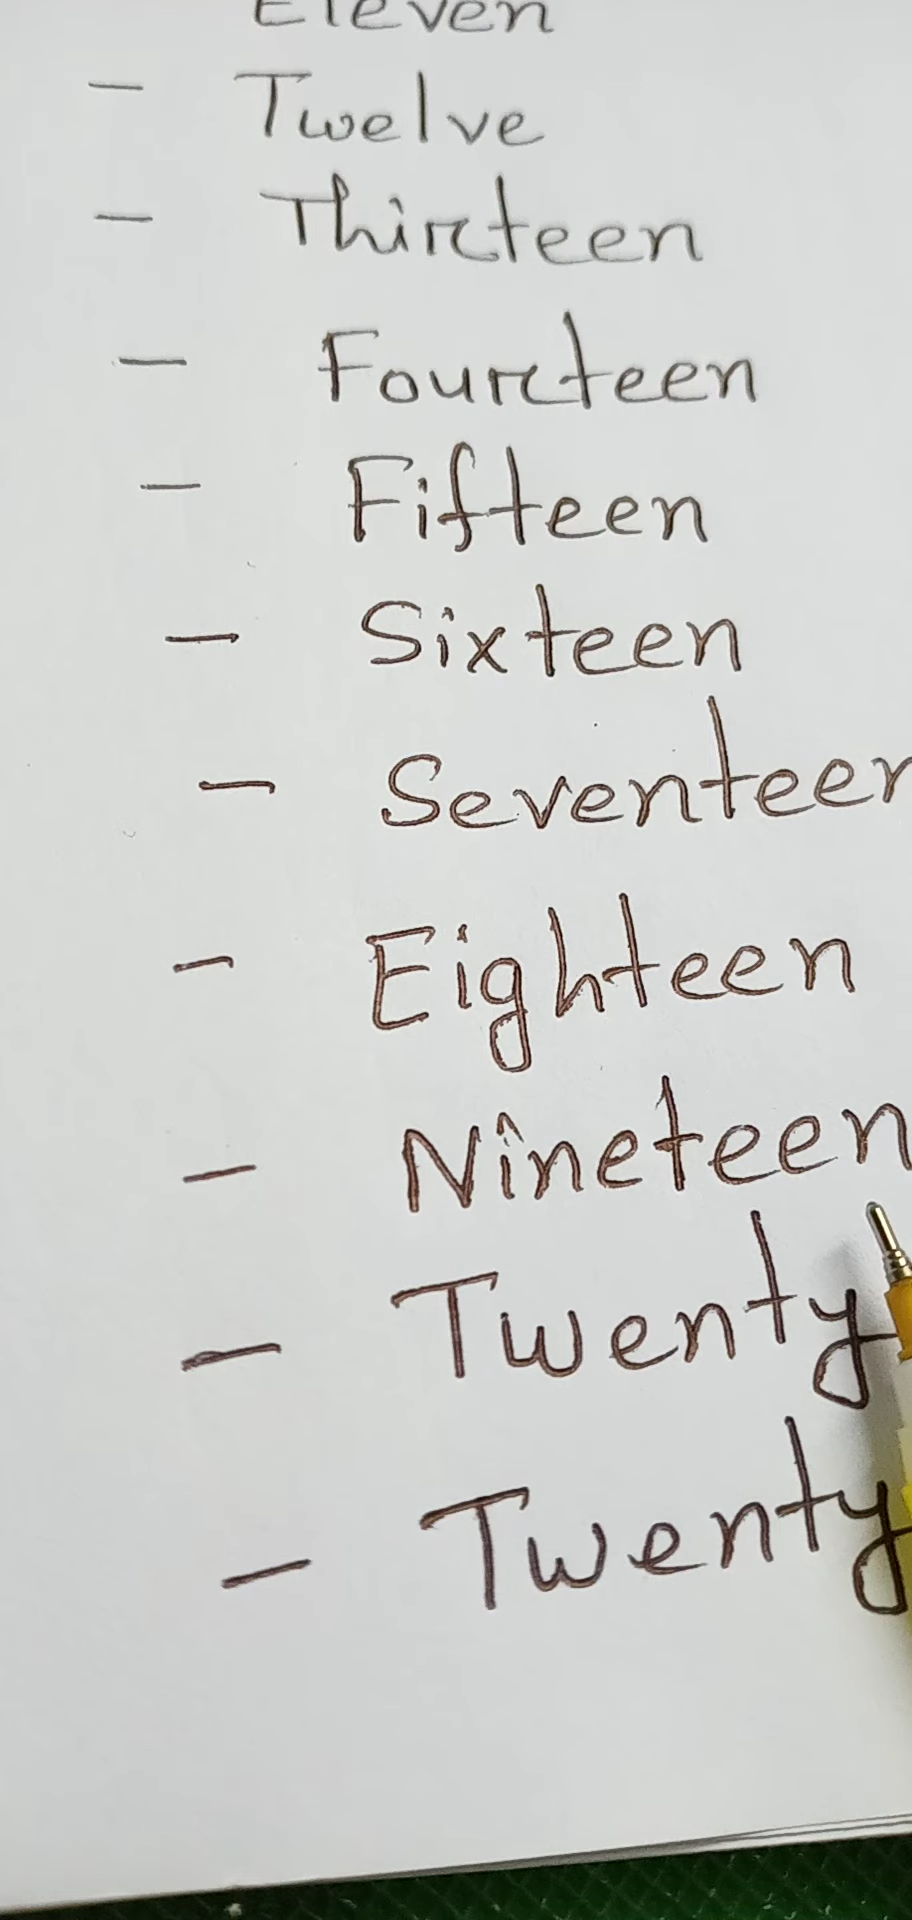 Eleven
- Twelve
- Thirteen
- Fourteen
- Fifteen
- Sixteen
- Seventeen
- Eighteen
- Nineteen
- Twenty
- Twenty